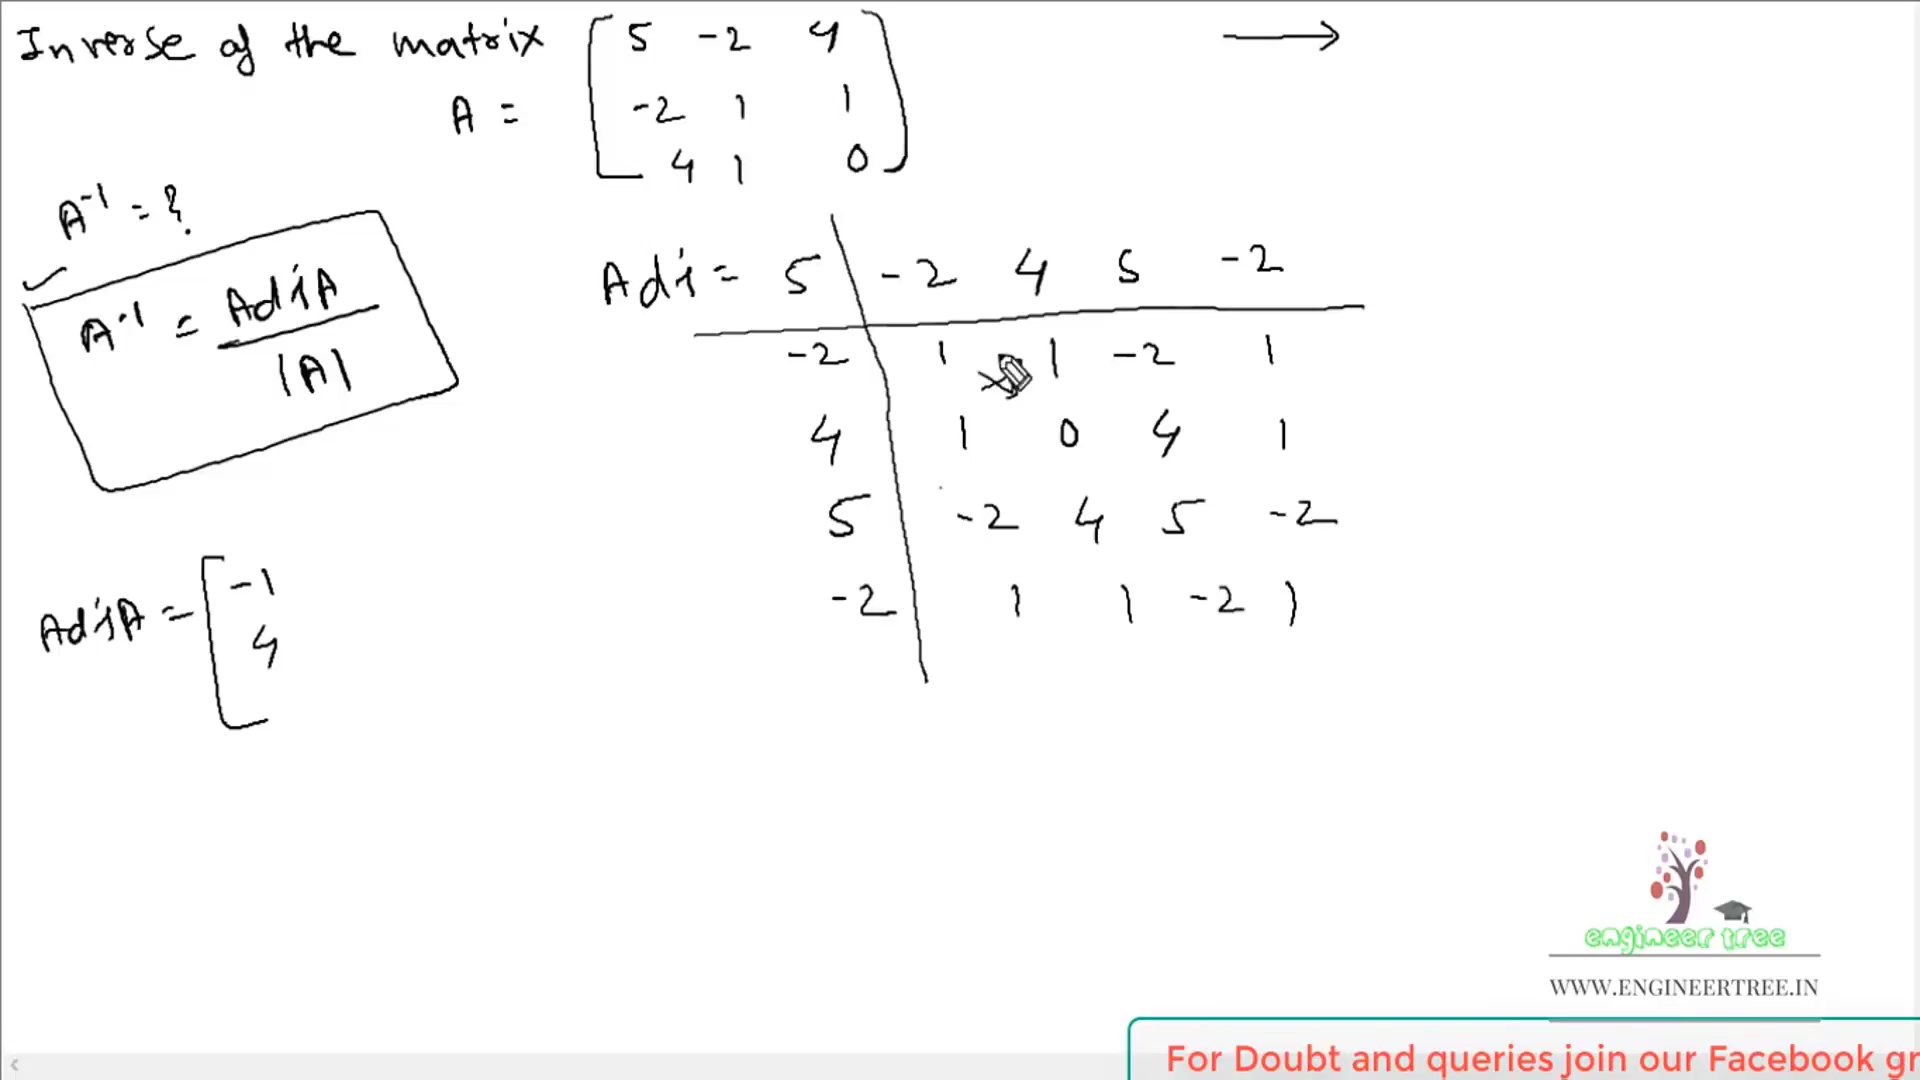 Inverse of the matrix [ 5 -2 4
A = -2 1 1
4 1 0 ]
A⁻¹ = ?
A⁻¹ = AdjA
|A|
Adj = 5 -2 4 5 -2
-2 1 1 -2 1
4 1 0 4 1
5 -2 4 5 -2
-2 1 1 -2 1
AdjA = [ -1
4
engineer tree
WWW.ENGINEERTREE.IN
For Doubt and queries join our Facebook gr